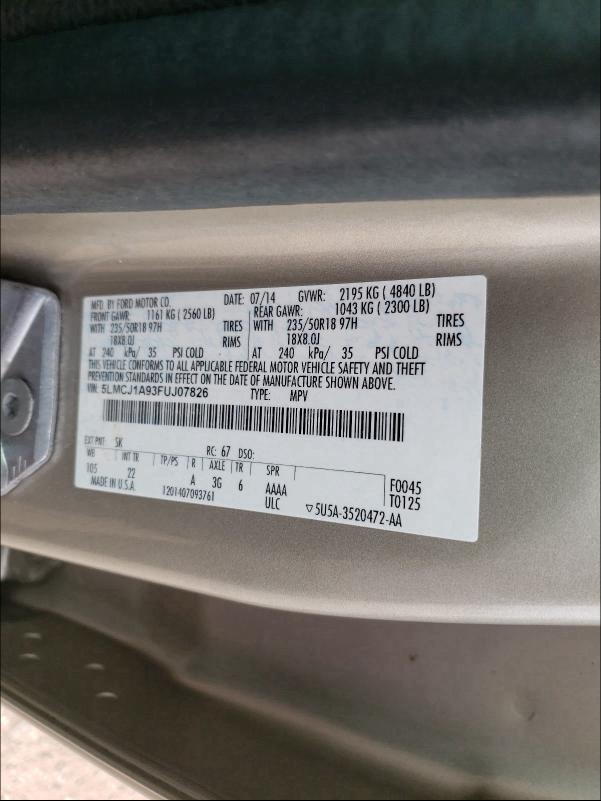 MFD. BY FORD MOTOR CO.
DATE: 07/14 GVWR: 2195 KG ( 4840 LB)
FRONT GAWR: 1161 KG ( 2560 LB) REAR GAWR: 1043 KG ( 2300 LB)
WITH 235/50R18 97H TIRES WITH 235/50R18 97H TIRES
18X8.0J RIMS 18X8.0J RIMS
AT 240 kPa/ 35 PSI COLD AT 240 kPa/ 35 PSI COLD
THIS VEHICLE CONFORMS TO ALL APPLICABLE FEDERAL MOTOR VEHICLE SAFETY AND THEFT
PREVENTION STANDARDS IN EFFECT ON THE DATE OF MANUFACTURE SHOWN ABOVE.
VIN: 5LMCJ1A93FUJ07826 TYPE: MPV
EXT PNT: SK RC: 67 DSO:
WB INT TR TP/PS R AXLE TR SPR
105 22 A 3G 6 AAAA F0045
MADE IN U.S.A. 1201407093761 ULC T0125
▽5U5A-3520472-AA